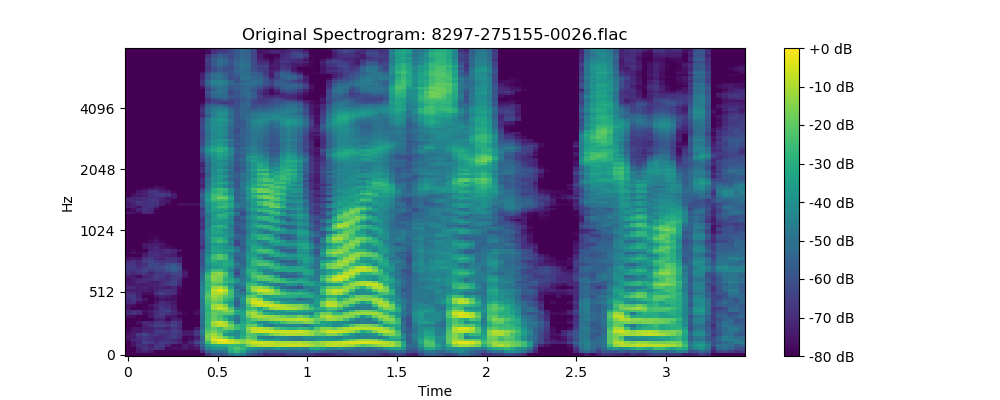 Original Spectrogram: 8297-275155-0026.flac
Hz
4096
2048
1024
512
0
0 0.5 1 1.5 2 2.5 3
Time
+0 dB
-10 dB
-20 dB
-30 dB
-40 dB
-50 dB
-60 dB
-70 dB
-80 dB